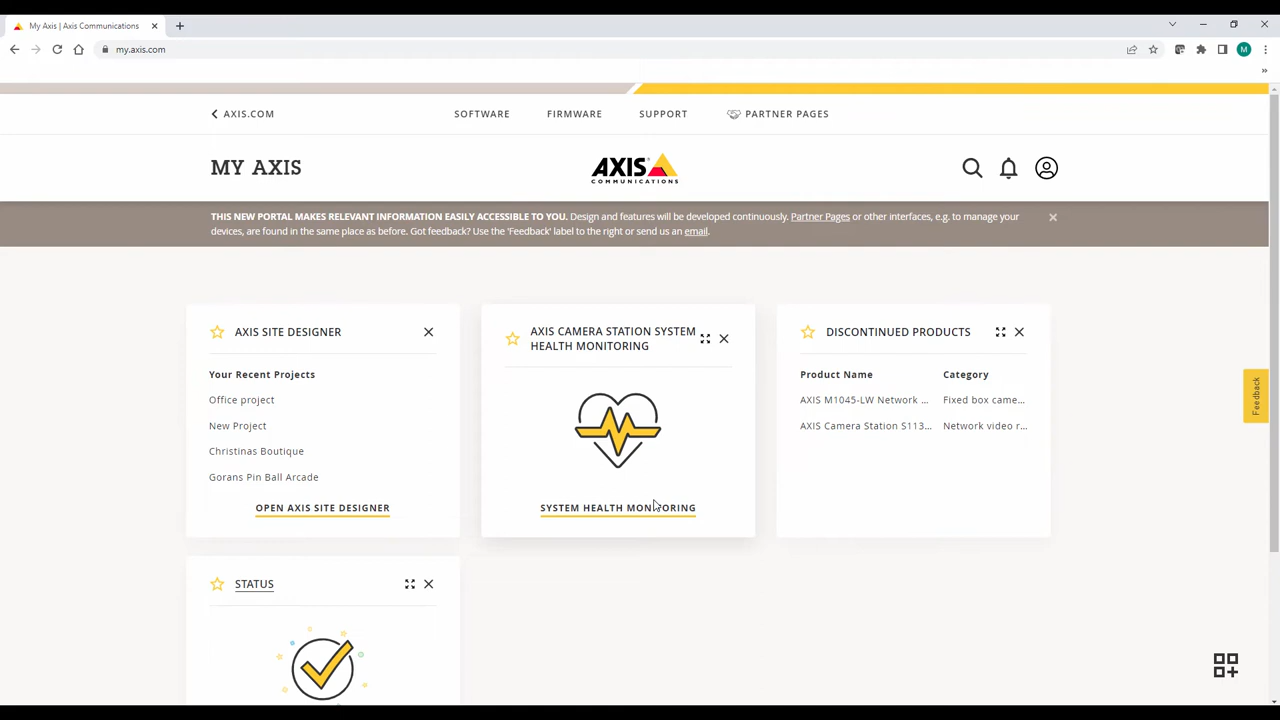 My Axis | Axis Communications
my.axis.com
M
AXIS.COM
SOFTWARE
FIRMWARE
SUPPORT
PARTNER PAGES
MY AXIS
AXIS
COMMUNICATIONS
THIS NEW PORTAL MAKES RELEVANT INFORMATION EASILY ACCESSIBLE TO YOU. Design and features will be developed continuously. Partner Pages or other interfaces, e.g. to manage your
devices, are found in the same place as before. Got feedback? Use the 'Feedback' label to the right or send us an email.
AXIS SITE DESIGNER
Your Recent Projects
Office project
New Project
Christinas Boutique
Gorans Pin Ball Arcade
OPEN AXIS SITE DESIGNER
AXIS CAMERA STATION SYSTEM
HEALTH MONITORING
SYSTEM HEALTH MONITORING
DISCONTINUED PRODUCTS
Product Name Category
AXIS M1045-LW Network ... Fixed box came...
AXIS Camera Station S113... Network video r...
Feedback
STATUS